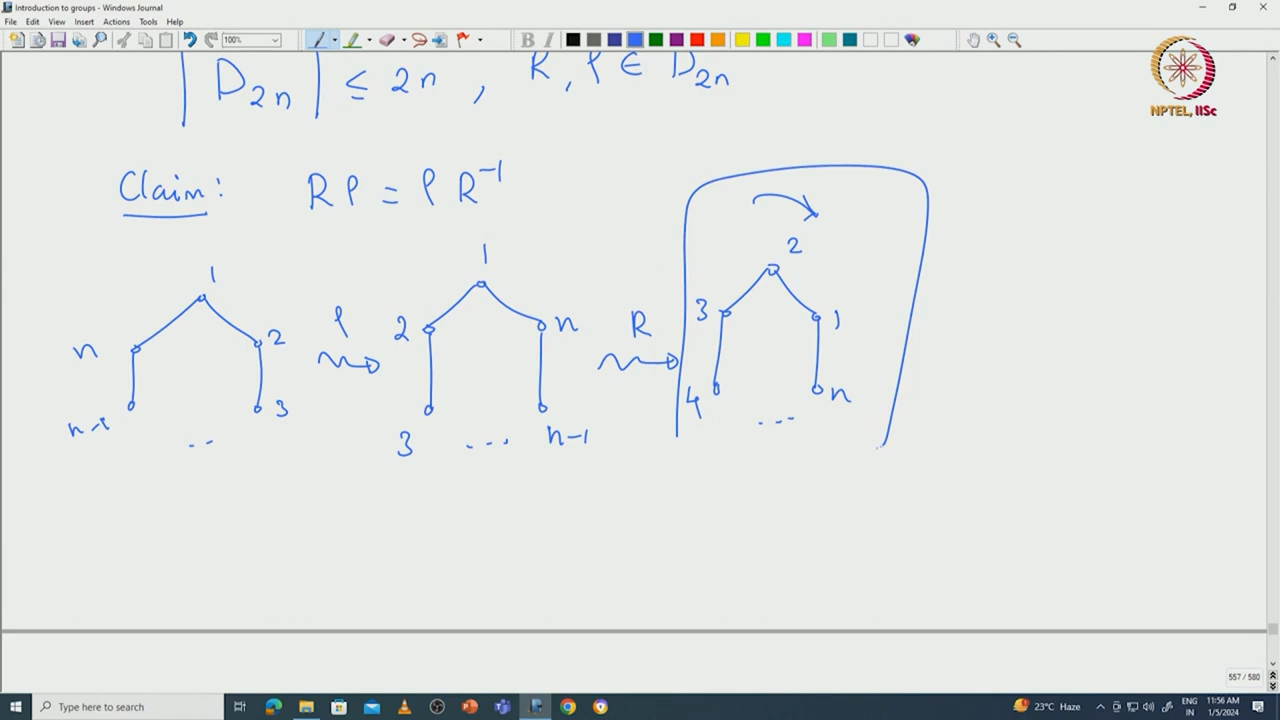 Introduction to groups - Windows Journal
File Edit View Insert Actions Tools Help
100%
B I
NPTEL, IISc
|D₂ₙ| ≤ 2n , R, ρ ∈ D₂ₙ
Claim: Rρ = ρR⁻¹
1 1 2
n 2 ρ 2 n R 3 1
n-1 3 3 n-1 4 n
.. ... ...
557 / 580
Type here to search
23°C Haze
ENG
IN
11:56 AM
1/5/2024